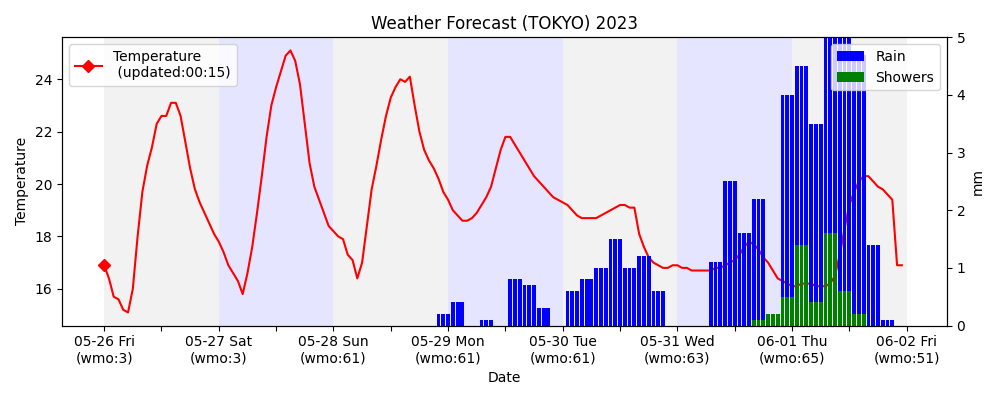 Weather Forecast (TOKYO) 2023
Temperature
(updated:00:15)
Rain
Showers
Temperature
24
22
20
18
16
5
4
3
2
1
0
mm
05-26 Fri
(wmo:3)
05-27 Sat
(wmo:3)
05-28 Sun
(wmo:61)
05-29 Mon
(wmo:61)
05-30 Tue
(wmo:61)
05-31 Wed
(wmo:63)
06-01 Thu
(wmo:65)
06-02 Fri
(wmo:51)
Date